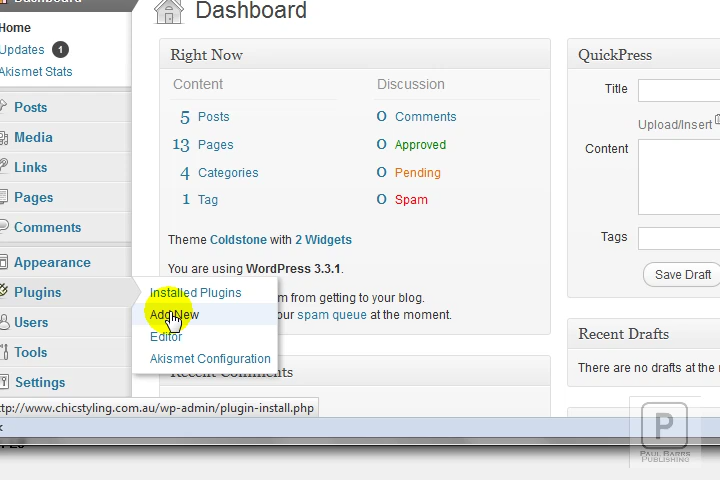 Dashboard
Home
Updates 1
Akismet Stats
Posts
Media
Links
Pages
Comments
Appearance
Plugins
Users
Tools
Settings
Installed Plugins
Add New
Editor
Akismet Configuration
Right Now
Content
Discussion
5 Posts
0 Comments
13 Pages
0 Approved
4 Categories
0 Pending
1 Tag
0 Spam
Theme Coldstone with 2 Widgets
You are using WordPress 3.3.1.
from getting to your blog.
your spam queue at the moment.
Recent Comments
QuickPress
Title
Upload/Insert
Content
Tags
Save Draft
Recent Drafts
There are no drafts at the
ttp://www.chicstyling.com.au/wp-admin/plugin-install.php
P
PAUL BARRS
PUBLISHING